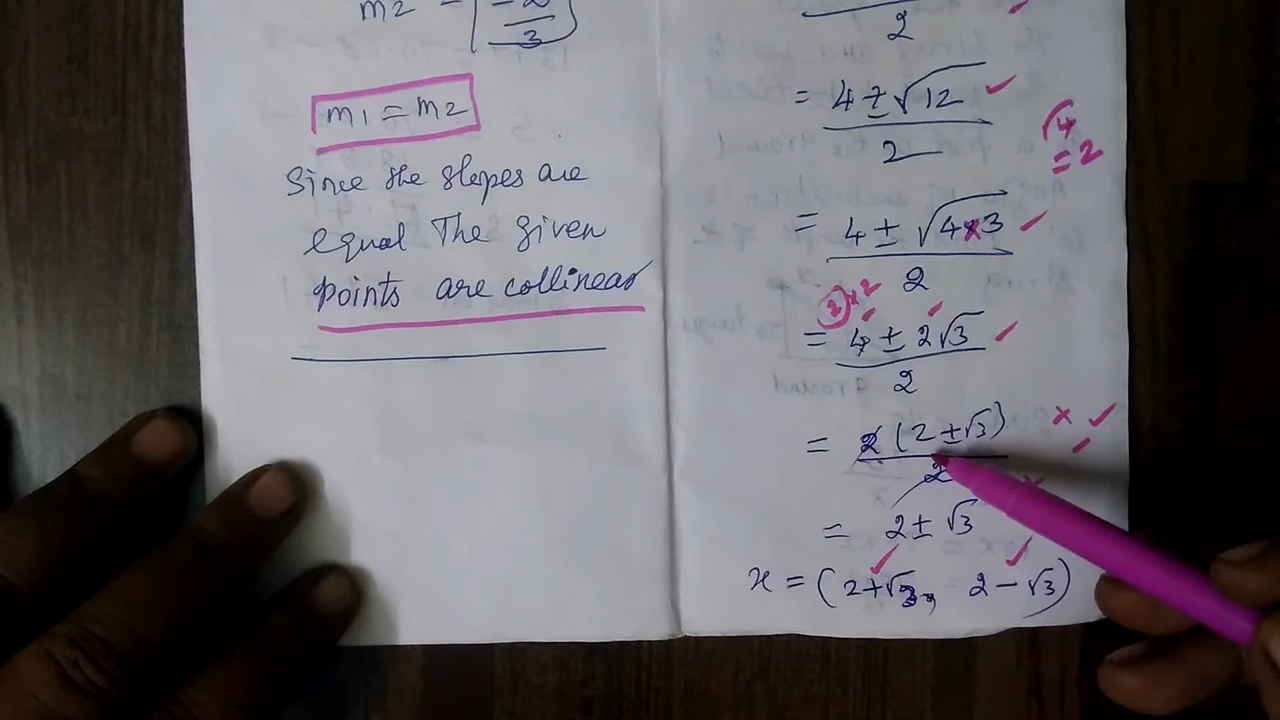 m2 = (-2/3)
m1 = m2
Since the slopes are
equal The given
points are collinear
2
= 4 ± √12 / 2
√4
= 2
= 4 ± √4×3 / 2
2 × 2
= 4 ± 2√3 / 2
= 2 (2 ± √3) / 2
= 2 ± √3
x = (2+√3, 2 - √3)